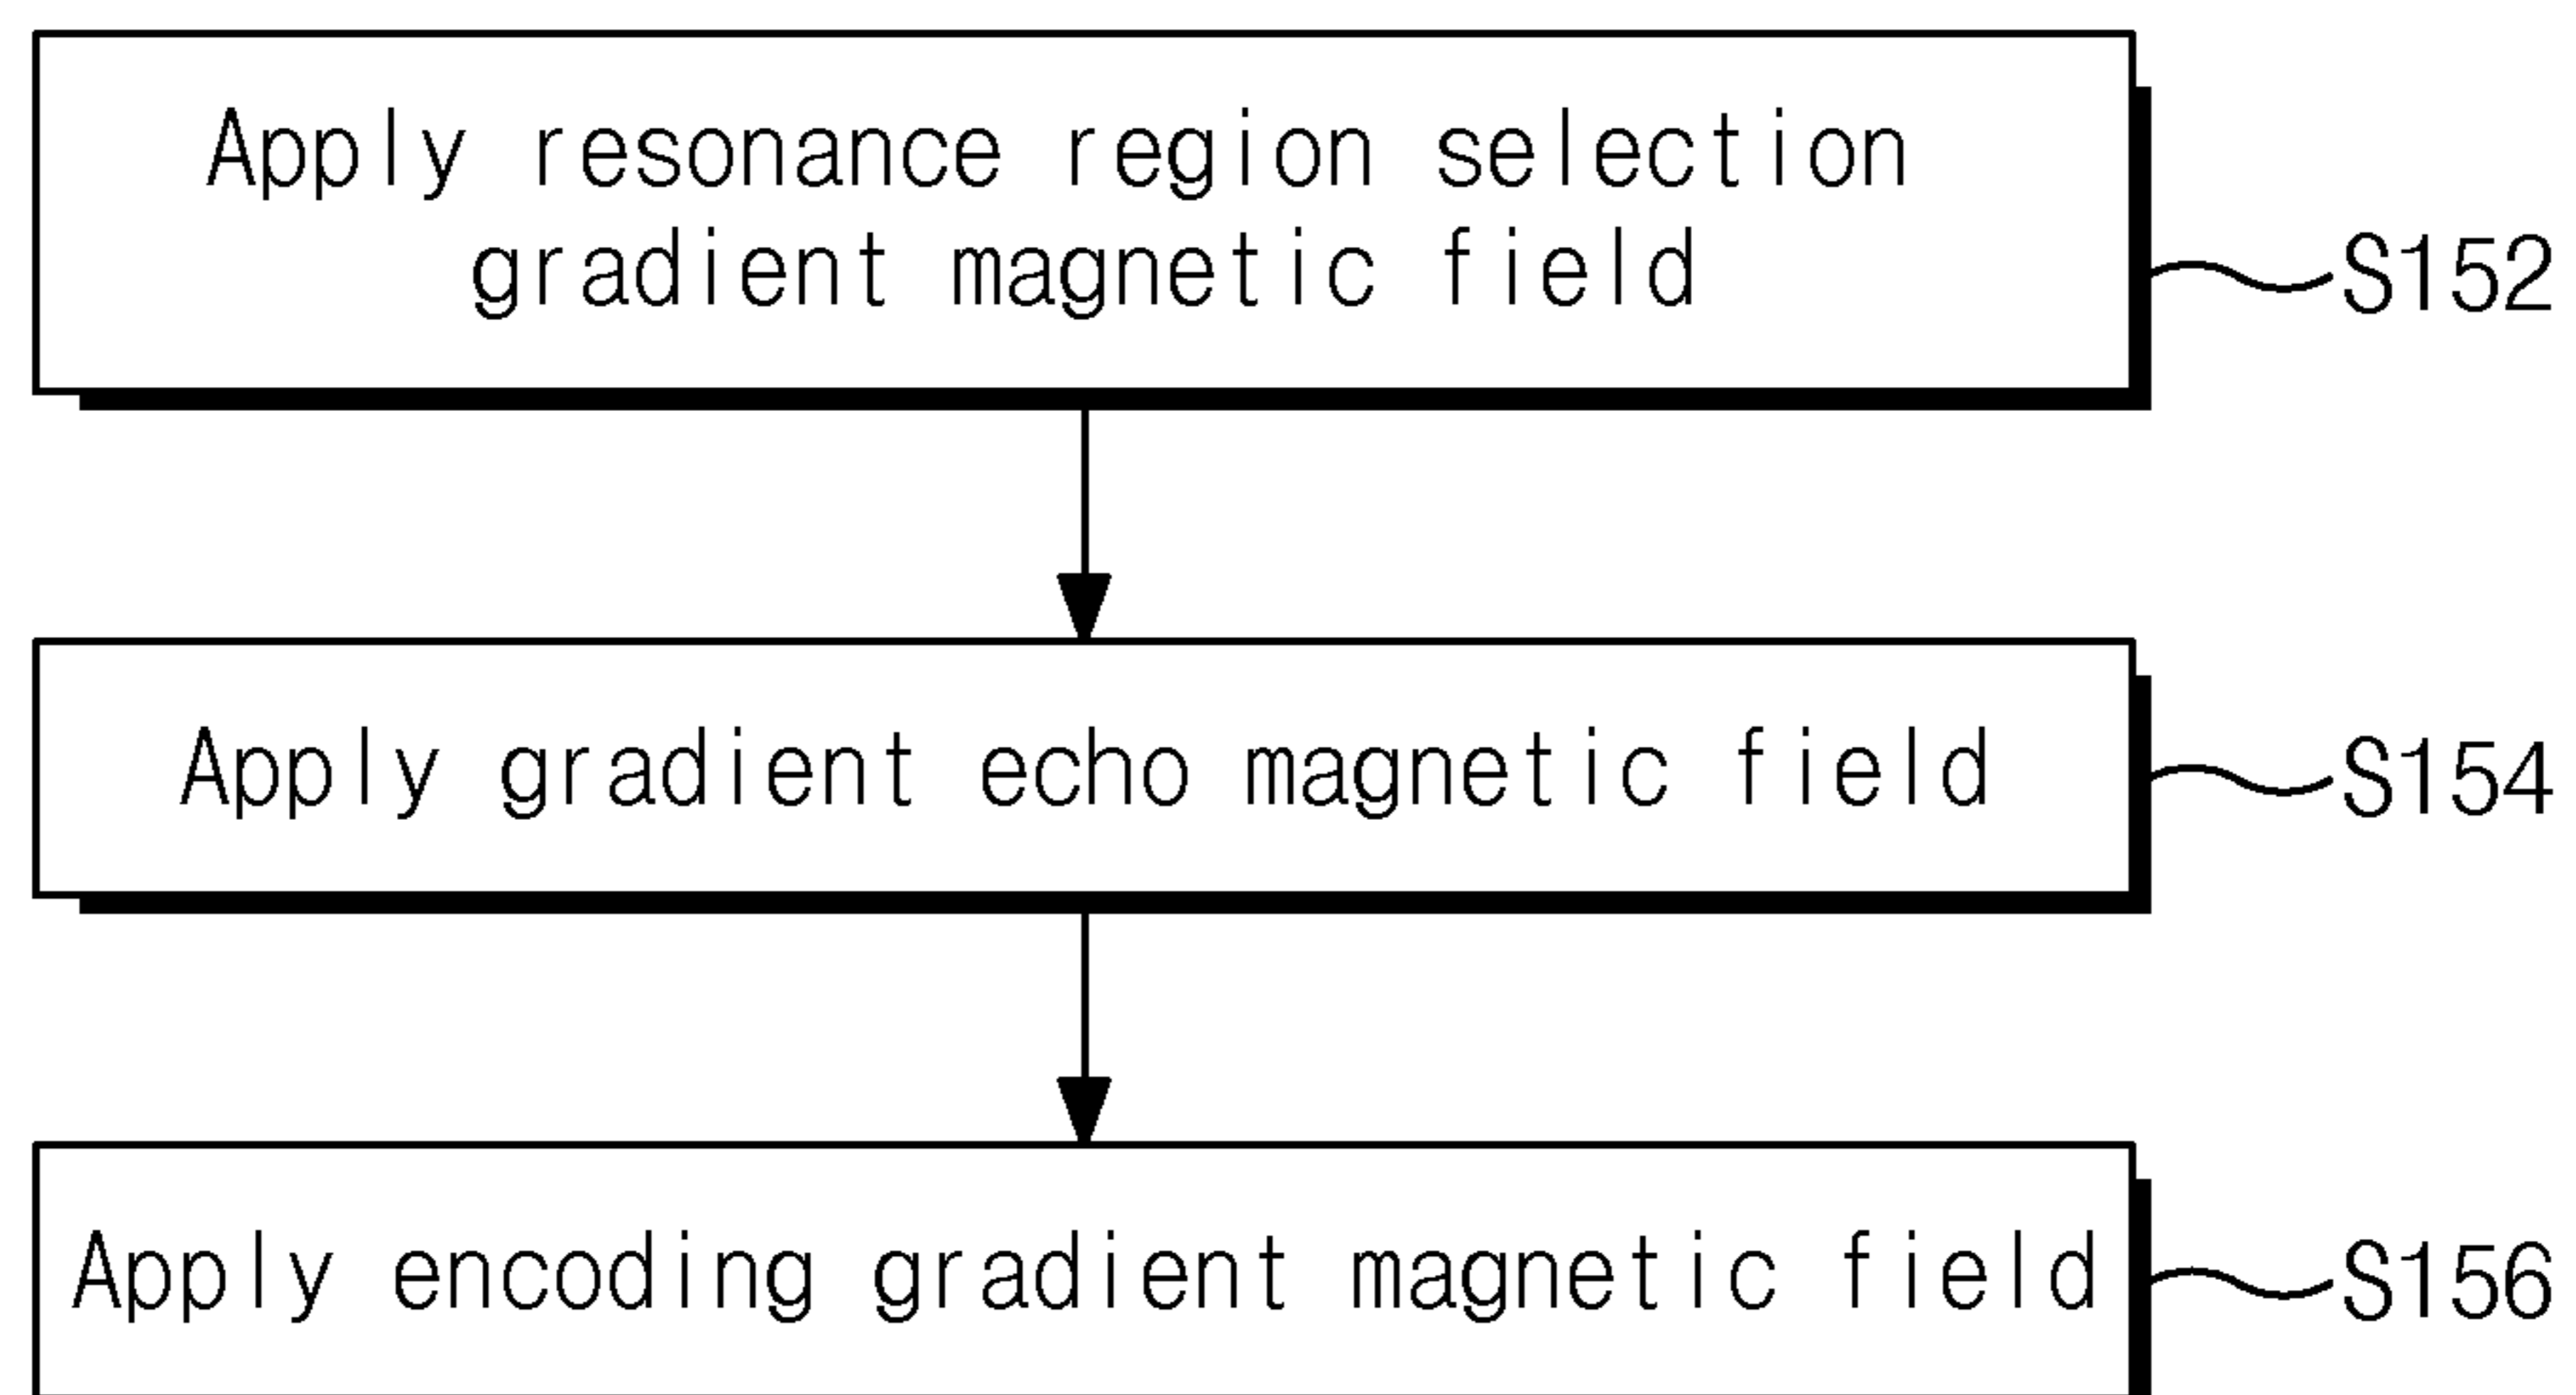 Apply resonance region selection
gradient magnetic field
S152
Apply gradient echo magnetic field
S154
Apply encoding gradient magnetic field
S156